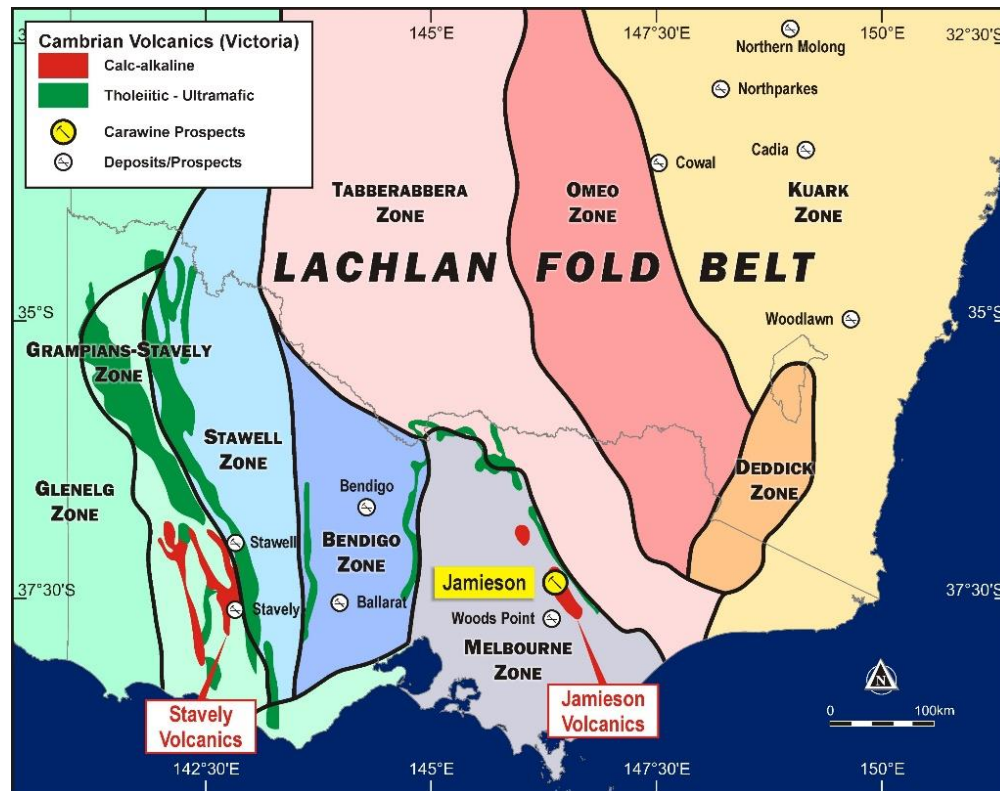 Cambrian Volcanics (Victoria)
Calc-alkaline
Tholeiitic - Ultramafic
Carawine Prospects
Deposits/Prospects
145°E
147°30'E
150°E
32°30'S
Northern Molong
Northparkes
Cowal
Cadia
TABBERABBERA
ZONE
OMEO
ZONE
KUARK
ZONE
LACHLAN FOLD BELT
35°S
35°S
Woodlawn
GRAMPIANS-STAVELY
ZONE
STAWELL
ZONE
DEDDICK
ZONE
GLENELG
ZONE
Bendigo
BENDIGO
ZONE
Stawell
Jamieson
37°30'S
37°30'S
Stavely
Ballarat
Woods Point
MELBOURNE
ZONE
Stavely
Volcanics
Jamieson
Volcanics
N
0
100km
142°30'E
145°E
147°30'E
150°E